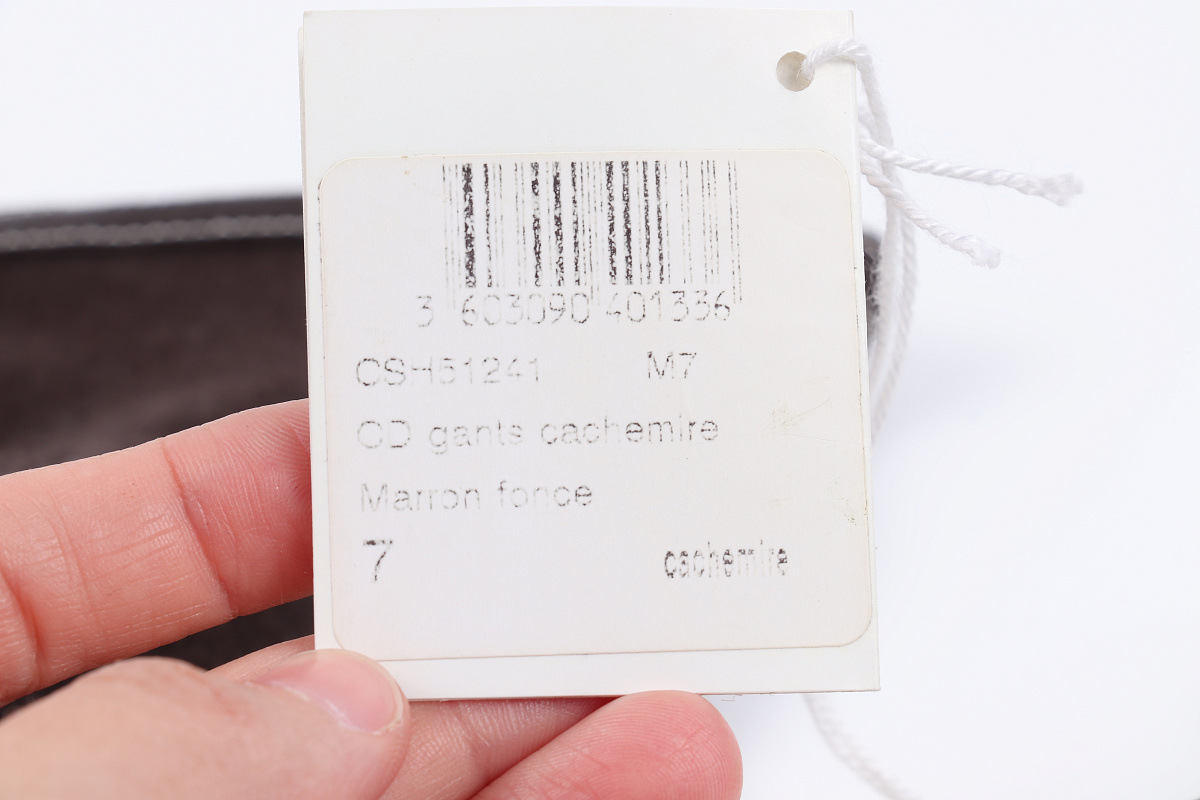 3 603090 401336
CSH51241 M7
CD gants cachemire
Marron fonce
7 cachemire